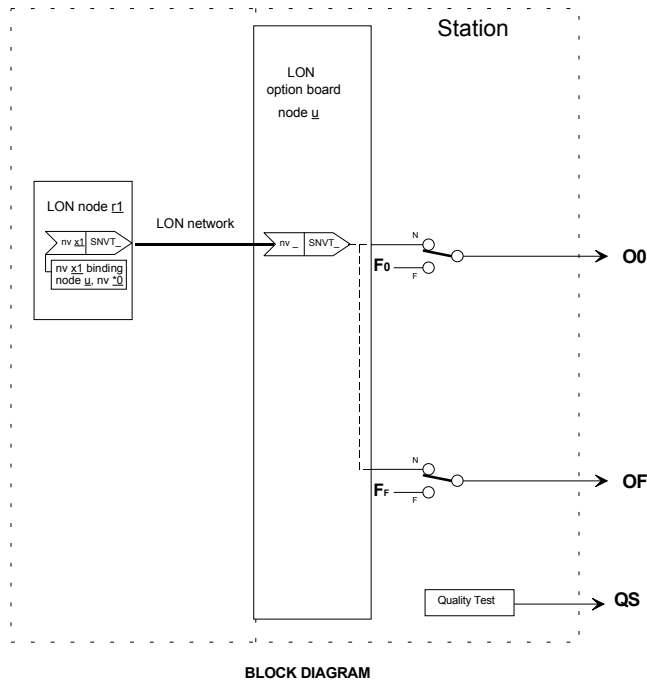 Station
LON
option board
node u
LON node r1
LON network
nv x1 SNVT_
nv _ SNVT_
nv x1 binding
node u, nv *0
N
F0
F
O0
N
FF
F
OF
Quality Test
QS
BLOCK DIAGRAM